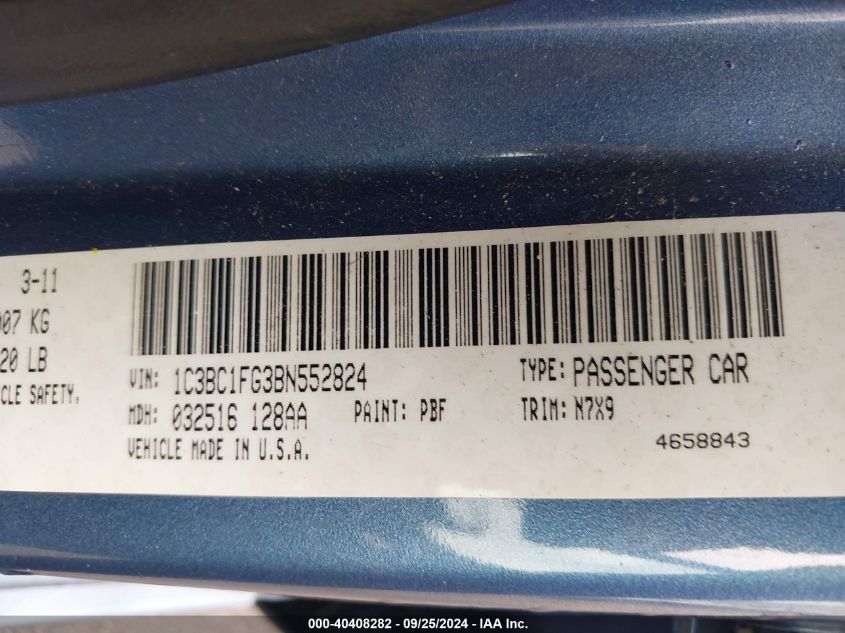 3-11
007 KG
20 LB
CLE SAFETY,
VIN: 1C3BC1FG3BN552824
TYPE: PASSENGER CAR
MDH: 032516 128AA
PAINT: PBF
TRIM: N7X9
VEHICLE MADE IN U.S.A.
4658843
000-40408282 - 09/25/2024 - IAA Inc.